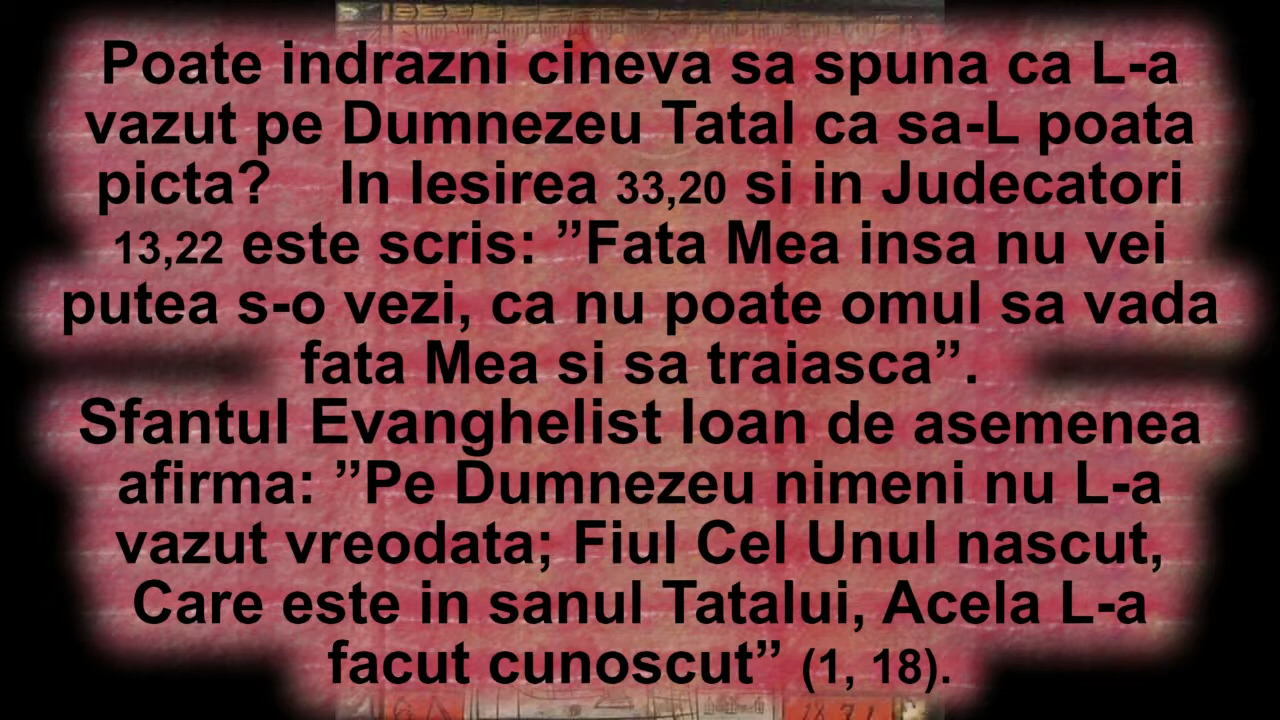 Poate indrazni cineva sa spuna ca L-a
vazut pe Dumnezeu Tatal ca sa-L poata
picta? In Iesirea 33,20 si in Judecatori
13,22 este scris: ”Fata Mea insa nu vei
putea s-o vezi, ca nu poate omul sa vada
fata Mea si sa traiasca”.
Sfantul Evanghelist Ioan de asemenea
afirma: ”Pe Dumnezeu nimeni nu L-a
vazut vreodata; Fiul Cel Unul nascut,
Care este in sanul Tatalui, Acela L-a
facut cunoscut” (1, 18).